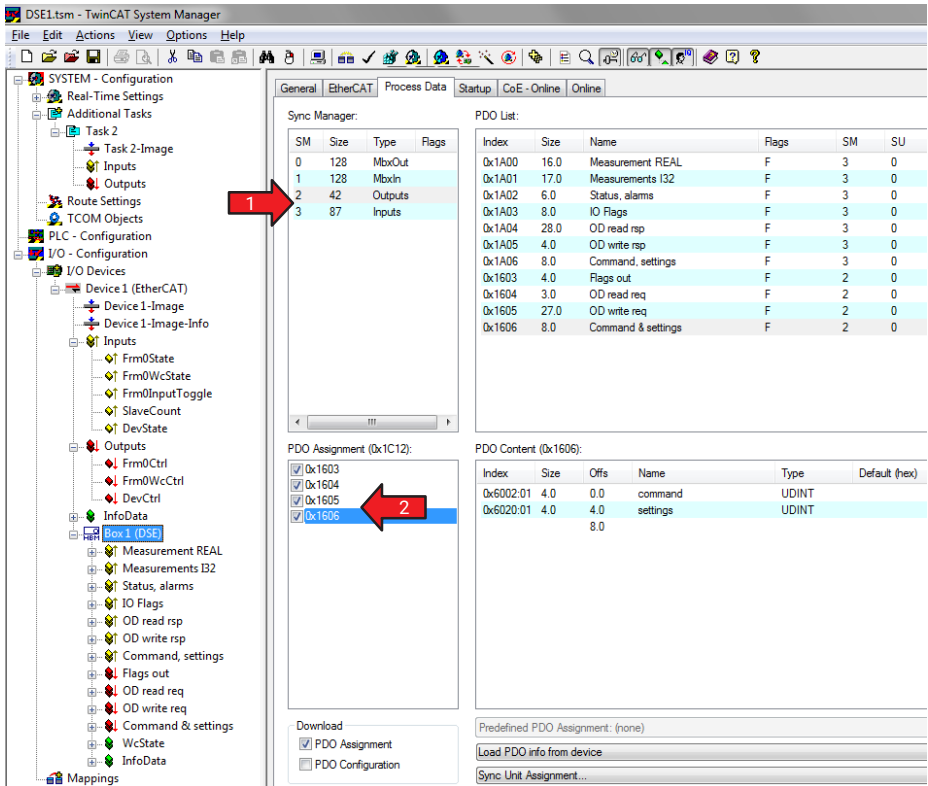 DSE1.tsm - TwinCAT System Manager
File Edit Actions View Options Help
SYSTEM - Configuration
Real-Time Settings
Additional Tasks
Task 2
Task 2-Image
Inputs
Outputs
Route Settings
TCOM Objects
PLC - Configuration
I/O - Configuration
I/O Devices
Device 1 (EtherCAT)
Device 1-Image
Device 1-Image-Info
Inputs
Frm0State
Frm0WcState
Frm0InputToggle
SlaveCount
DevState
Outputs
Frm0Ctrl
Frm0WcCtrl
DevCtrl
InfoData
Box 1 (DSE)
Measurement REAL
Measurements I32
Status, alarms
IO Flags
OD read rsp
OD write rsp
Command, settings
Flags out
OD read req
OD write req
Command & settings
WcState
InfoData
Mappings
General EtherCAT Process Data Startup CoE - Online Online
Sync Manager:
SM Size Type Flags
0 128 MbxOut
1 128 MbxIn
2 42 Outputs
3 87 Inputs
1
PDO List:
Index Size Name Flags SM SU
0x1A00 16.0 Measurement REAL F 3 0
0x1A01 17.0 Measurements I32 F 3 0
0x1A02 6.0 Status, alarms F 3 0
0x1A03 8.0 IO Flags F 3 0
0x1A04 28.0 OD read rsp F 3 0
0x1A05 4.0 OD write rsp F 3 0
0x1A06 8.0 Command, settings F 3 0
0x1603 4.0 Flags out F 2 0
0x1604 3.0 OD read req F 2 0
0x1605 27.0 OD write req F 2 0
0x1606 8.0 Command & settings F 2 0
PDO Assignment (0x1C12):
0x1603
0x1604
0x1605
0x1606
2
PDO Content (0x1606):
Index Size Offs Name Type Default (hex)
0x6002:01 4.0 0.0 command UDINT
0x6020:01 4.0 4.0 settings UDINT
8.0
Download
PDO Assignment
PDO Configuration
Predefined PDO Assignment: (none)
Load PDO info from device
Sync Unit Assignment...